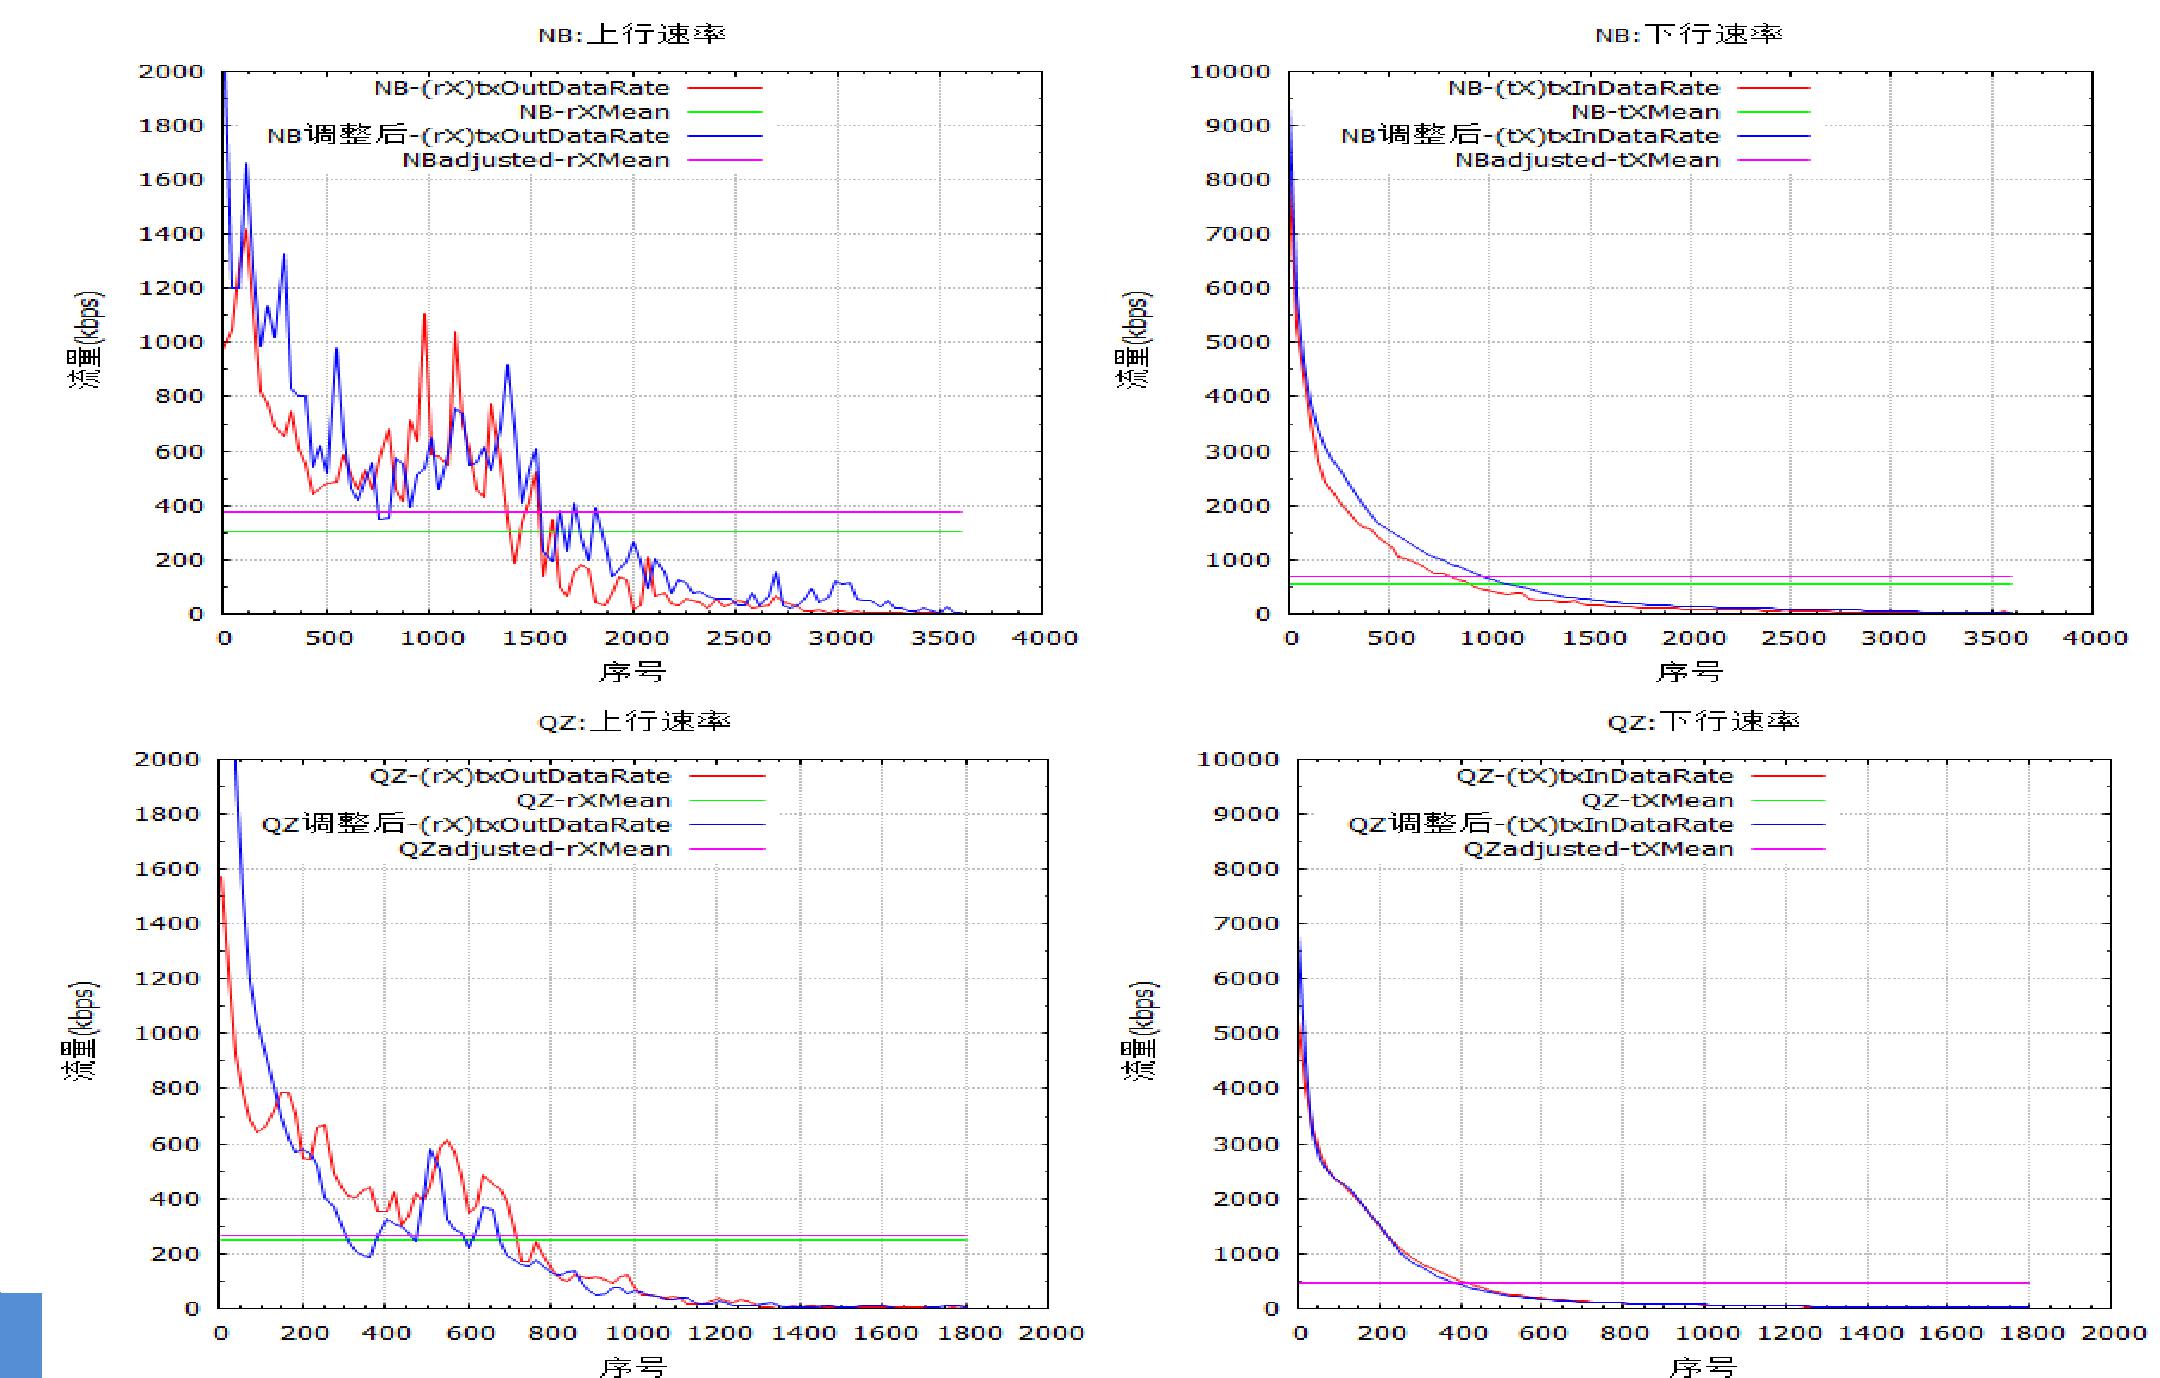 NB:上行速率
2000
1800
1600
1400
1200
1000
800
600
400
200
0
流量(kbps)
NB-(rX)txOutDataRate
NB-rXMean
NB调整后-(rX)txOutDataRate
NBadjusted-rXMean
0 500 1000 1500 2000 2500 3000 3500 4000
序号
NB:下行速率
10000
9000
8000
7000
6000
5000
4000
3000
2000
1000
0
流量(kbps)
NB-(tX)txInDataRate
NB-tXMean
NB调整后-(tX)txInDataRate
NBadjusted-tXMean
0 500 1000 1500 2000 2500 3000 3500 4000
序号
QZ:上行速率
2000
1800
1600
1400
1200
1000
800
600
400
200
0
流量(kbps)
QZ-(rX)txOutDataRate
QZ-rXMean
QZ调整后-(rX)txOutDataRate
QZadjusted-rXMean
0 200 400 600 800 1000 1200 1400 1600 1800 2000
序号
QZ:下行速率
10000
9000
8000
7000
6000
5000
4000
3000
2000
1000
0
流量(kbps)
QZ-(tX)txInDataRate
QZ-tXMean
QZ调整后-(tX)txInDataRate
QZadjusted-tXMean
0 200 400 600 800 1000 1200 1400 1600 1800 2000
序号